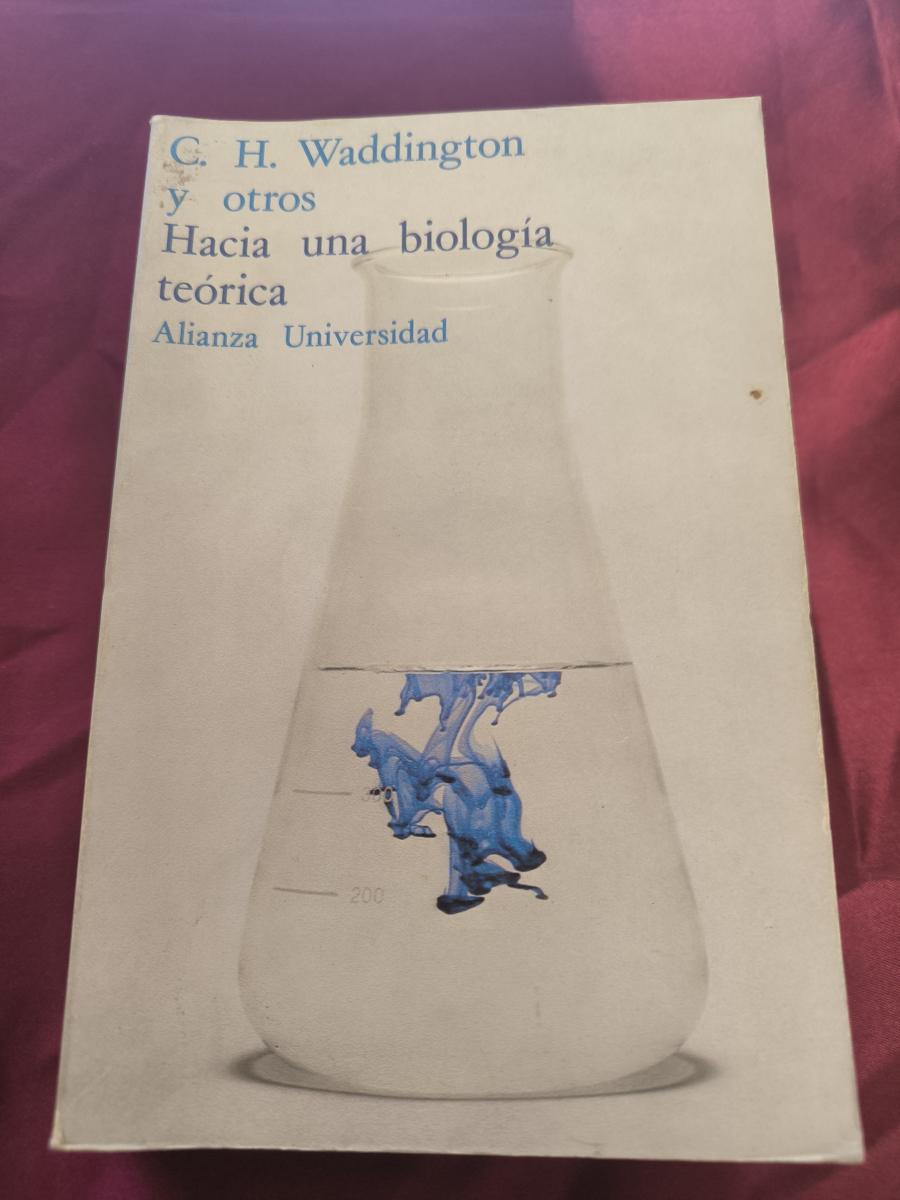 C. H. Waddington
y otros
Hacia una biología
teórica
Alianza Universidad
200